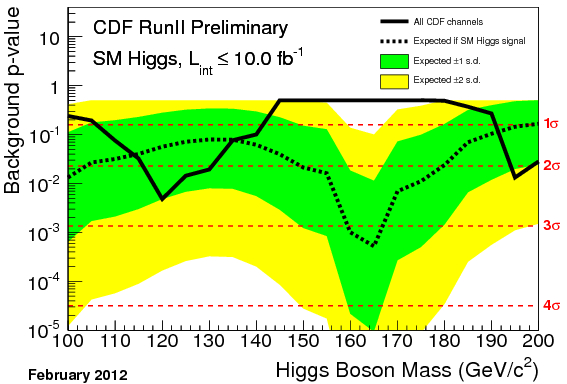 CDF RunII Preliminary
SM Higgs, L_int ≤ 10.0 fb⁻¹
All CDF channels
Expected if SM Higgs signal
Expected ±1 s.d.
Expected ±2 s.d.
Background p-value
10
1
10⁻¹
10⁻²
10⁻³
10⁻⁴
10⁻⁵
1σ
2σ
3σ
4σ
100 110 120 130 140 150 160 170 180 190 200
Higgs Boson Mass (GeV/c²)
February 2012